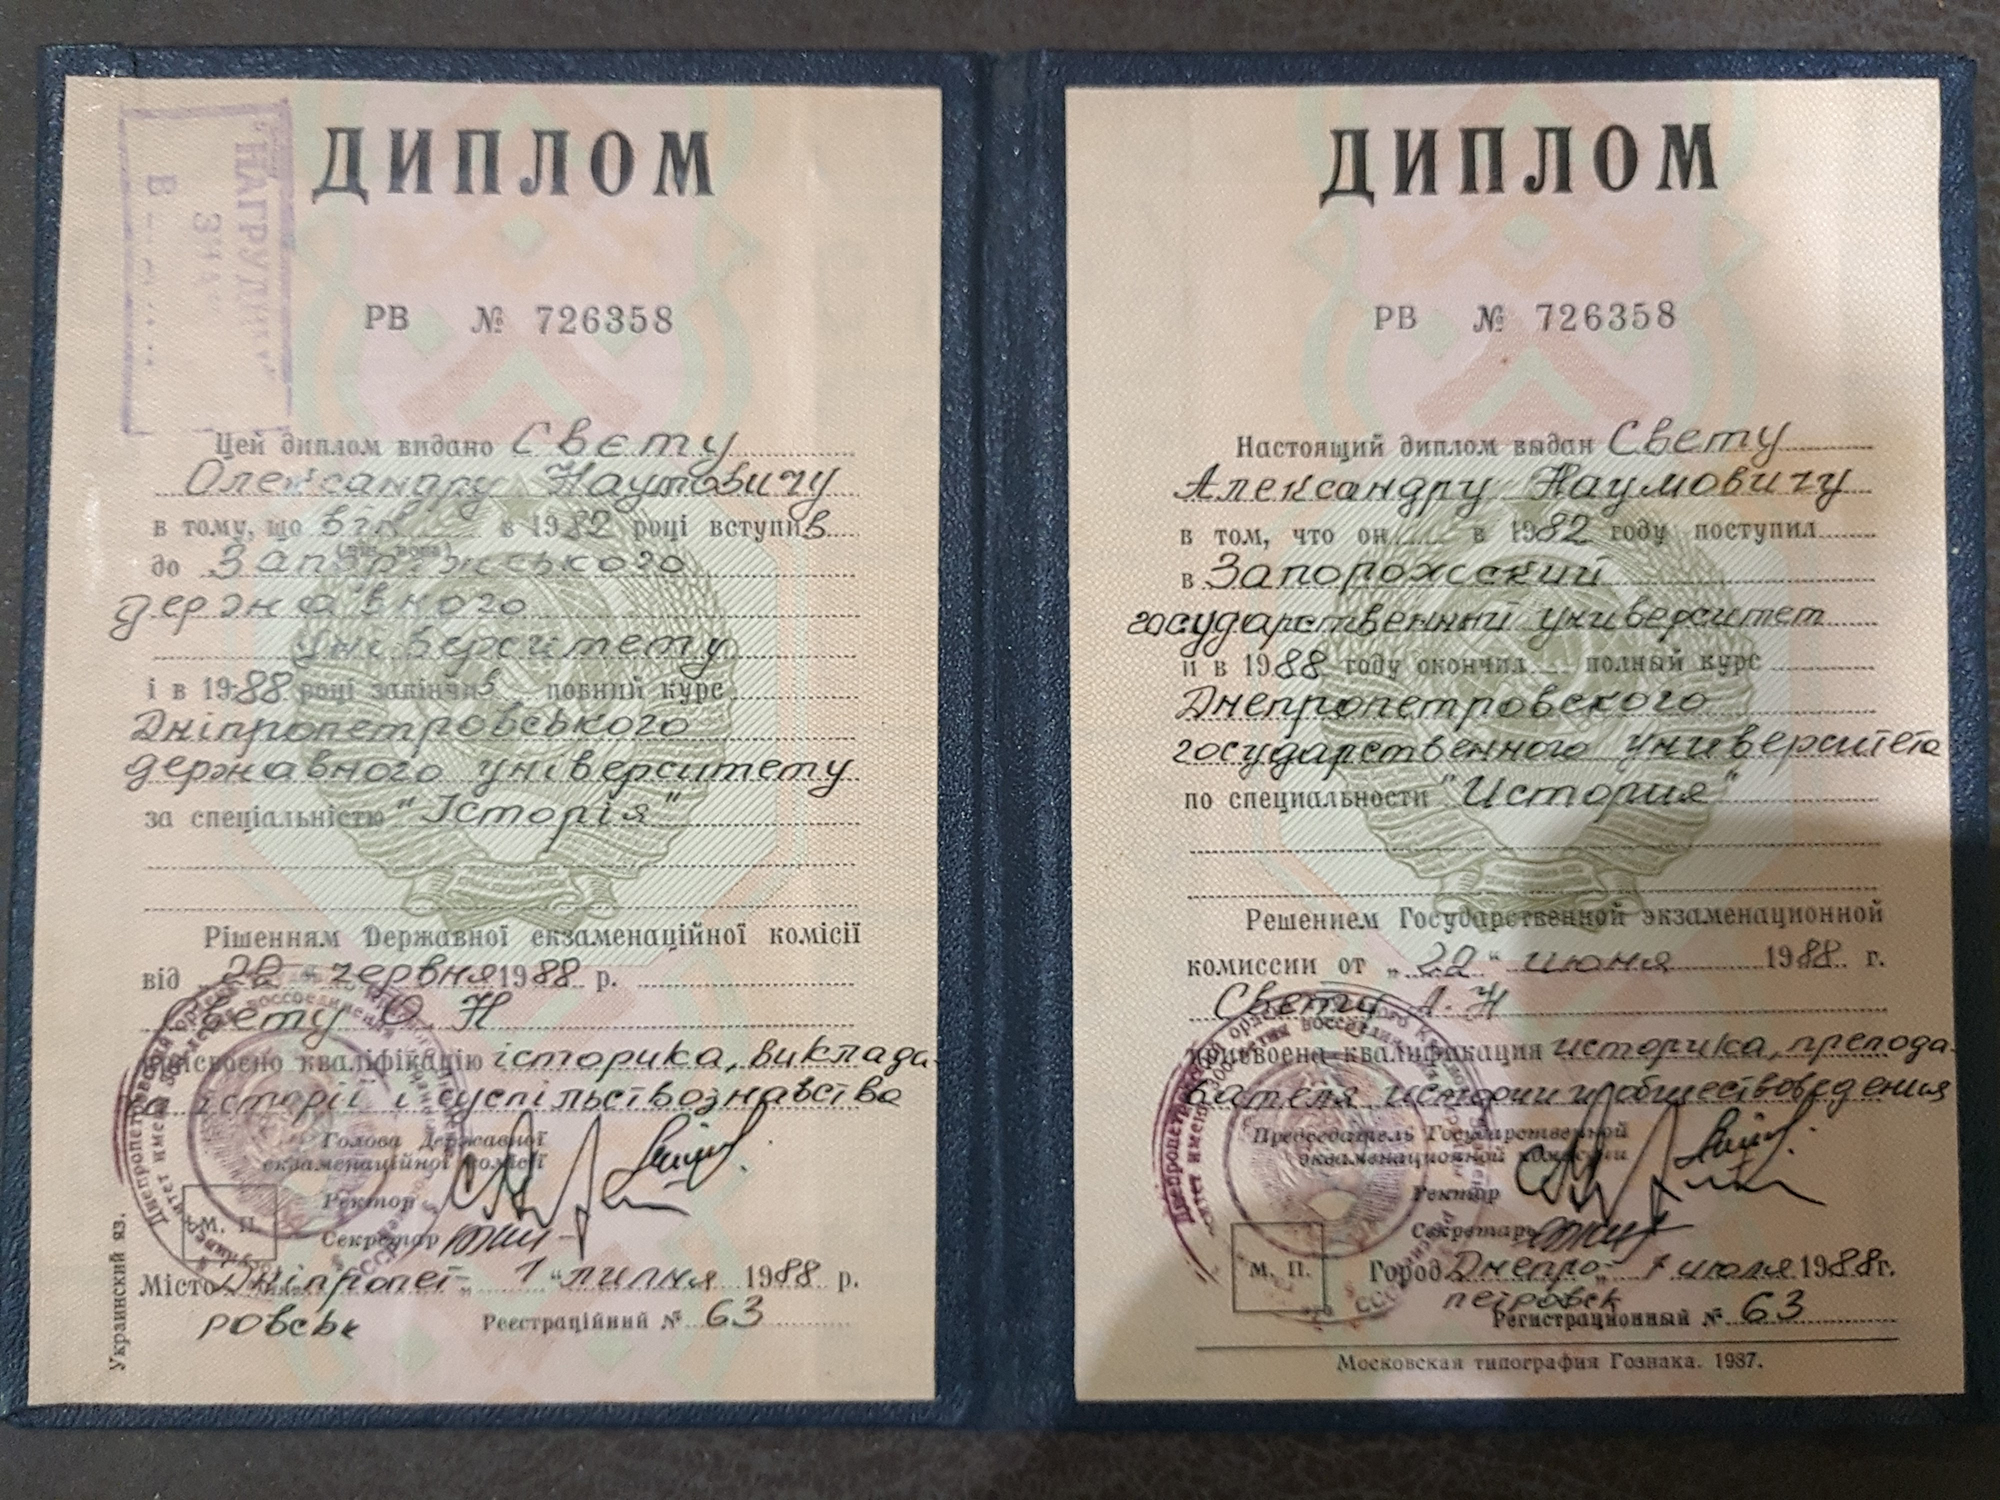 "НАГРУДНЫЙ
ЗНАК
ДИПЛОМ
РВ № 726358
Цей диплом видано Свєту
Олександру Наумовичу
в тому, що він в 1982 році вступив
до Запорізького
державного
університету
і в 1988 році закінчив повний курс
Дніпропетровського
державного університету
за спеціальністю "Історія"
Рішенням Державної екзаменаційної комісії
від „22 " червня 1988 р.
Свєту О Н
присвоєно квалифікацію історика, виклада-
ча історії і суспільствознавства
Голова Державної
екзаменаційної комісії
Ректор
Секретар
М. П.
Місто Дніпропет- „ 1 " липня 1988 р.
ровськ
Реєстраційний № 63
Украинский яз.
ДИПЛОМ
РВ № 726358
Настоящий диплом выдан Свету
Александру Наумовичу
в том, что он в 1982 году поступил
в Запорожский
государственный университет
и в 1988 году окончил полный курс
Днепропетровского
государственного университета
по специальности "История"
Решением Государственной экзаменационной
комиссии от „22 " июня 1988 г.
Свету А. Н
присвоена квалификация историка, препода-
вателя истории и обществоведения
Председатель Государственной
экзаменационной комиссии
Ректор
Секретарь
М. П.
Город Днепро- „ 1 июля 1988 г.
петровск
Регистрационный № 63
Московская типография Гознака. 1987.